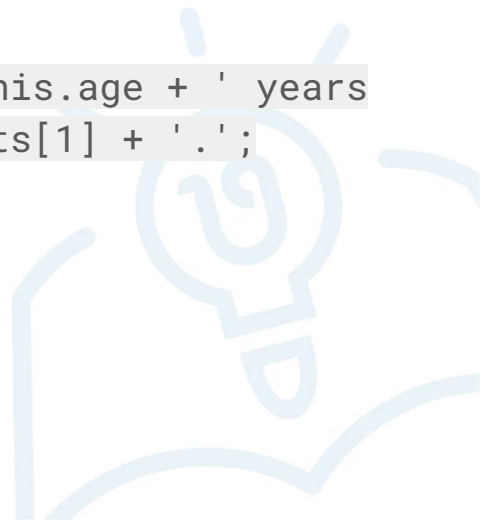 his.age + ' years
ts[1] + '.';